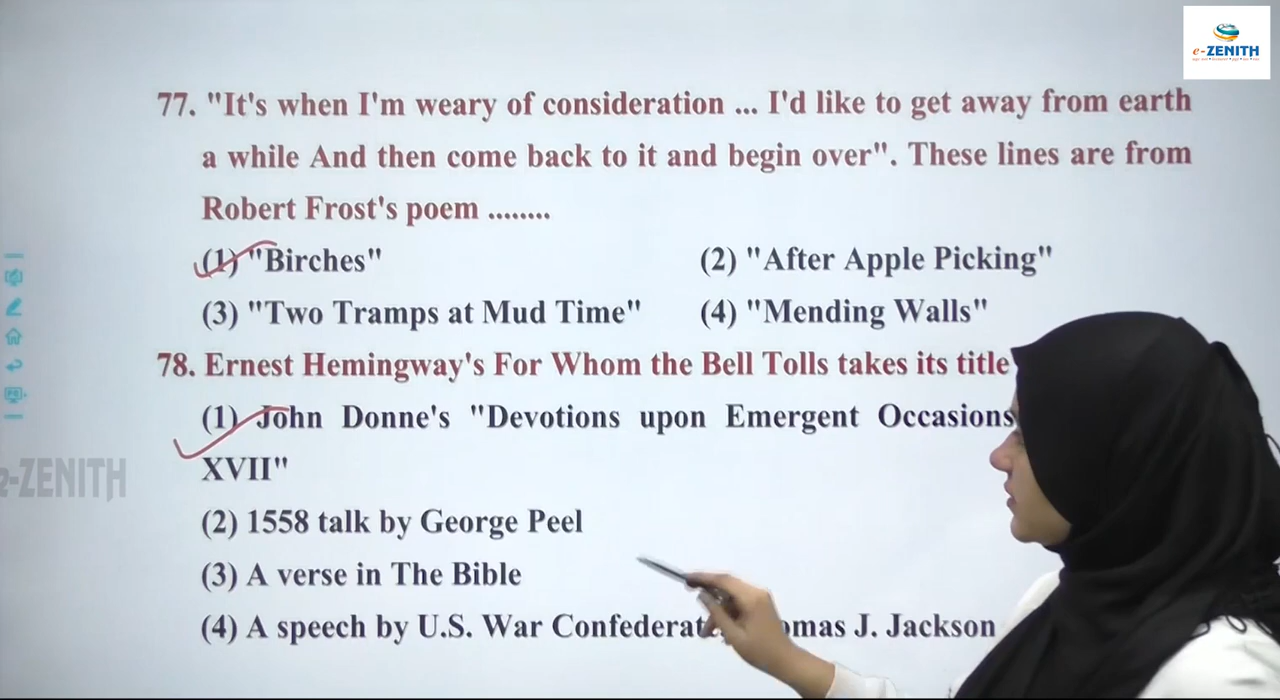 e-ZENITH
77. "It's when I'm weary of consideration ... I'd like to get away from earth
a while And then come back to it and begin over". These lines are from
Robert Frost's poem ........
(1) "Birches"
(2) "After Apple Picking"
(3) "Two Tramps at Mud Time"
(4) "Mending Walls"
78. Ernest Hemingway's For Whom the Bell Tolls takes its title
(1) John Donne's "Devotions upon Emergent Occasions
XVII"
e-ZENITH
(2) 1558 talk by George Peel
(3) A verse in The Bible
(4) A speech by U.S. War J. Jackson